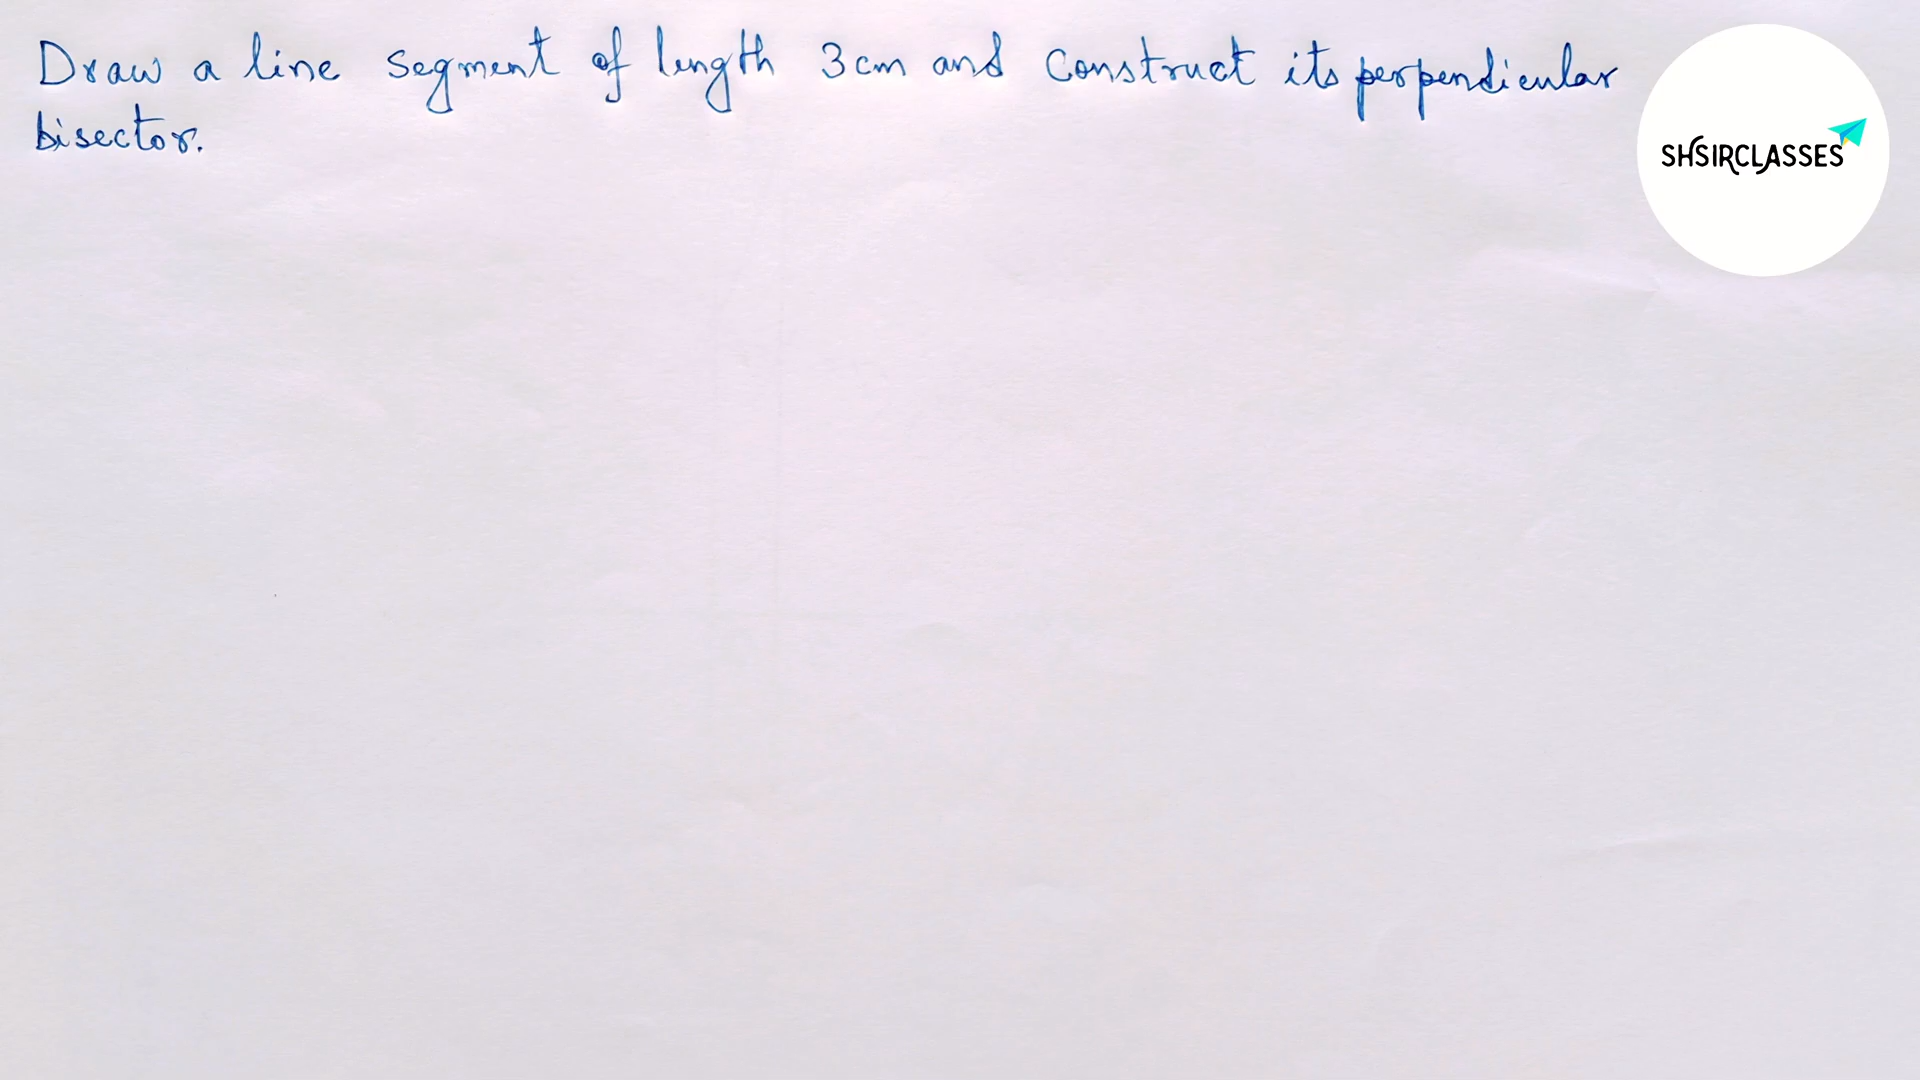 Draw a line segment of length 3cm and construct its perpendicular
bisector.
SHSIRCLASSES